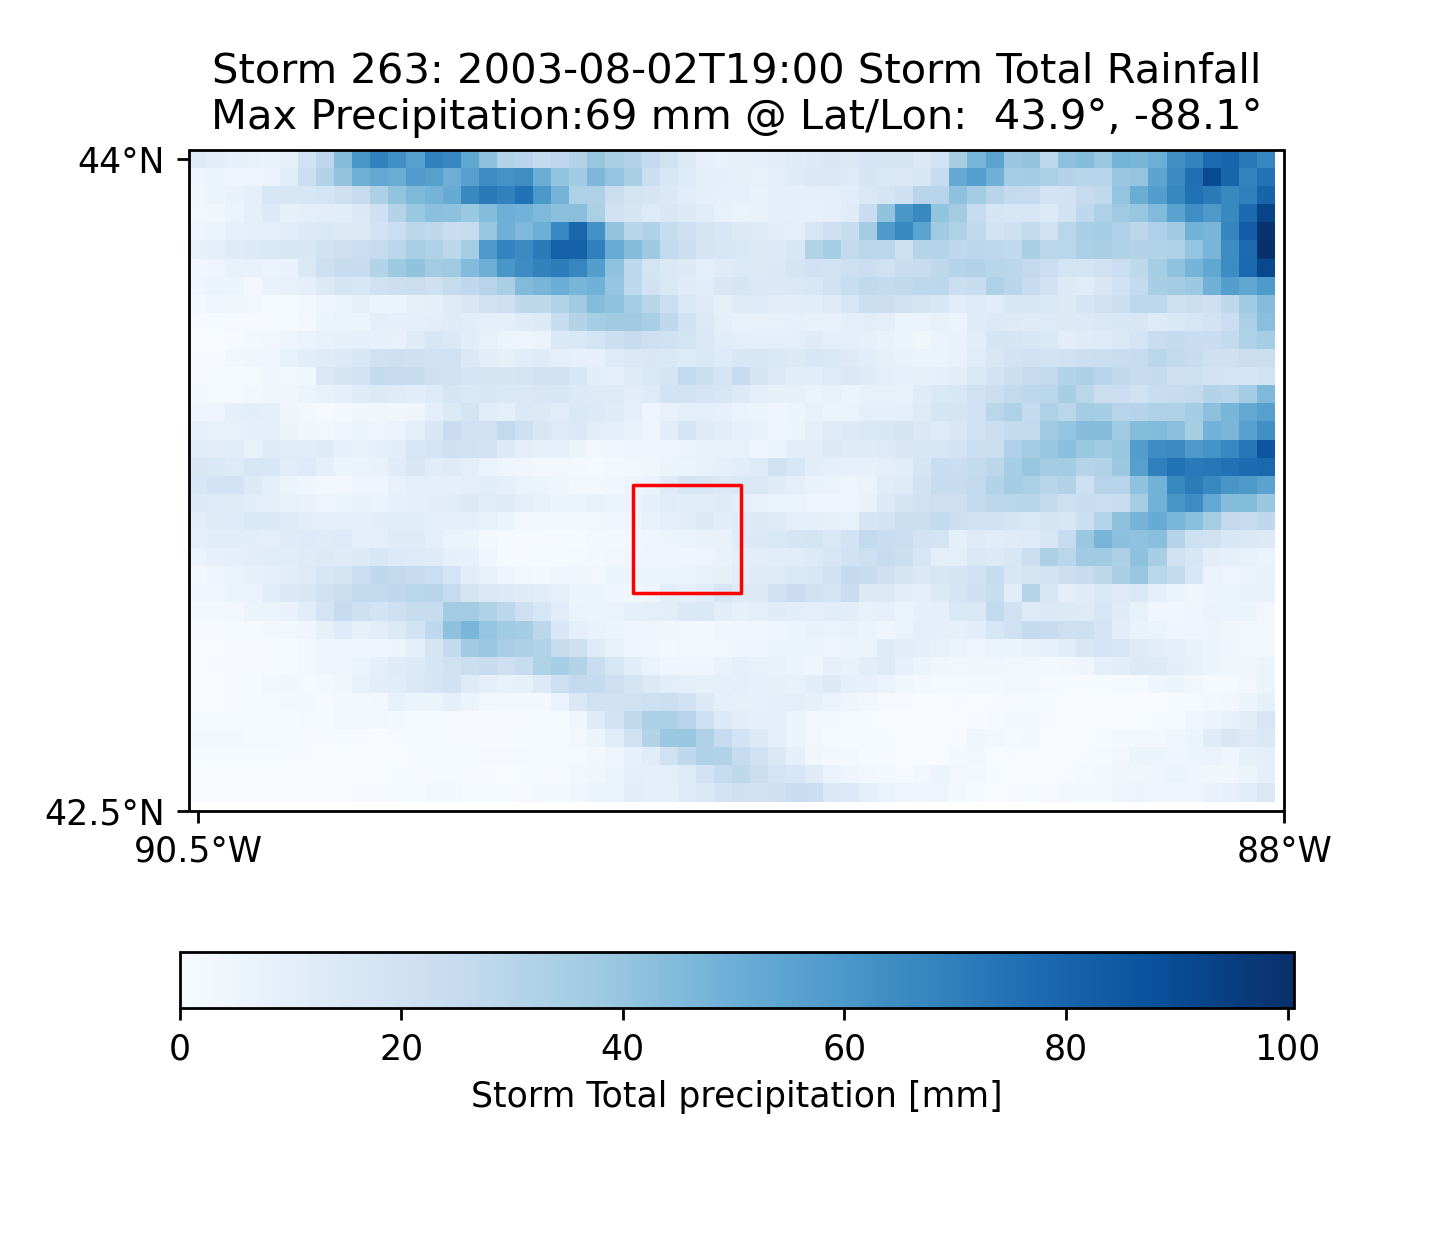 Storm 263: 2003-08-02T19:00 Storm Total Rainfall
Max Precipitation:69 mm @ Lat/Lon:  43.9°, -88.1°
44°N
42.5°N
90.5°W 88°W
0 20 40 60 80 100
Storm Total precipitation [mm]